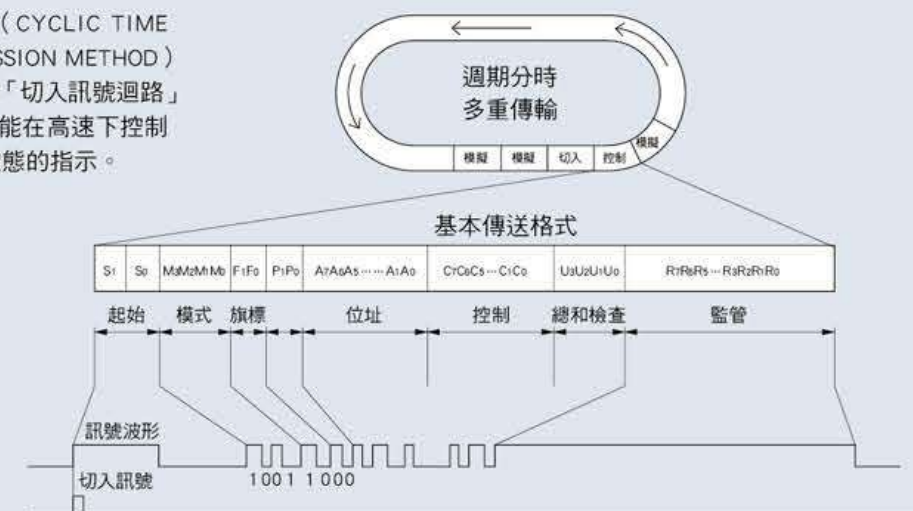 （CYCLIC TIME
SSION METHOD）
「切入訊號迴路」
能在高速下控制
態的指示。
週期分時
多重傳輸
模擬 模擬 切入 控制 模擬
基本傳送格式
S1 S0 M3M2M1M0 F1F0 P1P0 A7A6A5……A1A0 C7C6C5…C1C0 U3U2U1U0 R7R6R5…R3R2R1R0
起始 模式 旗標 位址 控制 總和檢查 監管
訊號波形
切入訊號
1001 1000